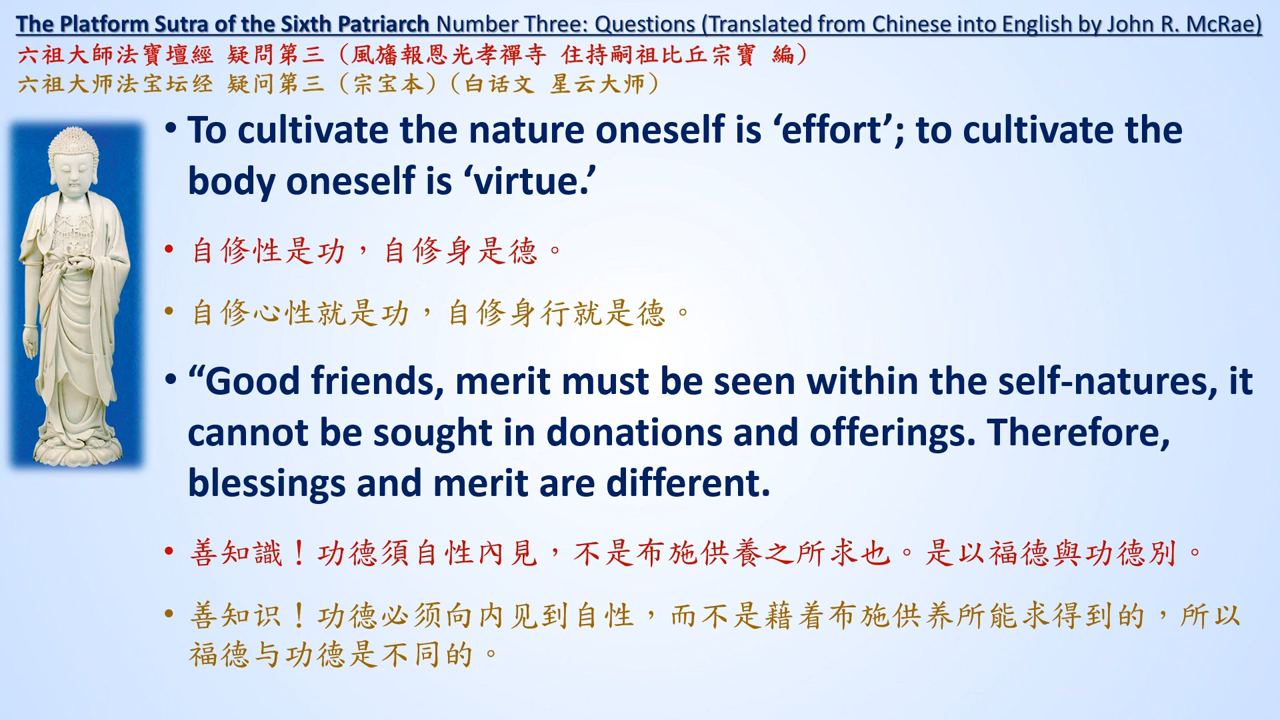 The Platform Sutra of the Sixth Patriarch Number Three: Questions (Translated from Chinese into English by John R. McRae)
六祖大師法寶壇經 疑問第三（風旛報恩光孝禪寺 住持嗣祖比丘宗寶 編）
六祖大师法宝坛经 疑问第三（宗宝本）（白话文 星云大师）
• To cultivate the nature oneself is ‘effort’; to cultivate the
body oneself is ‘virtue.’
• 自修性是功，自修身是德。
• 自修心性就是功，自修身行就是德。
• “Good friends, merit must be seen within the self-natures, it
cannot be sought in donations and offerings. Therefore,
blessings and merit are different.
• 善知識！功德須自性內見，不是布施供養之所求也。是以福德與功德別。
• 善知识！功德必须向内见到自性，而不是藉着布施供养所能求得到的，所以
福德与功德是不同的。